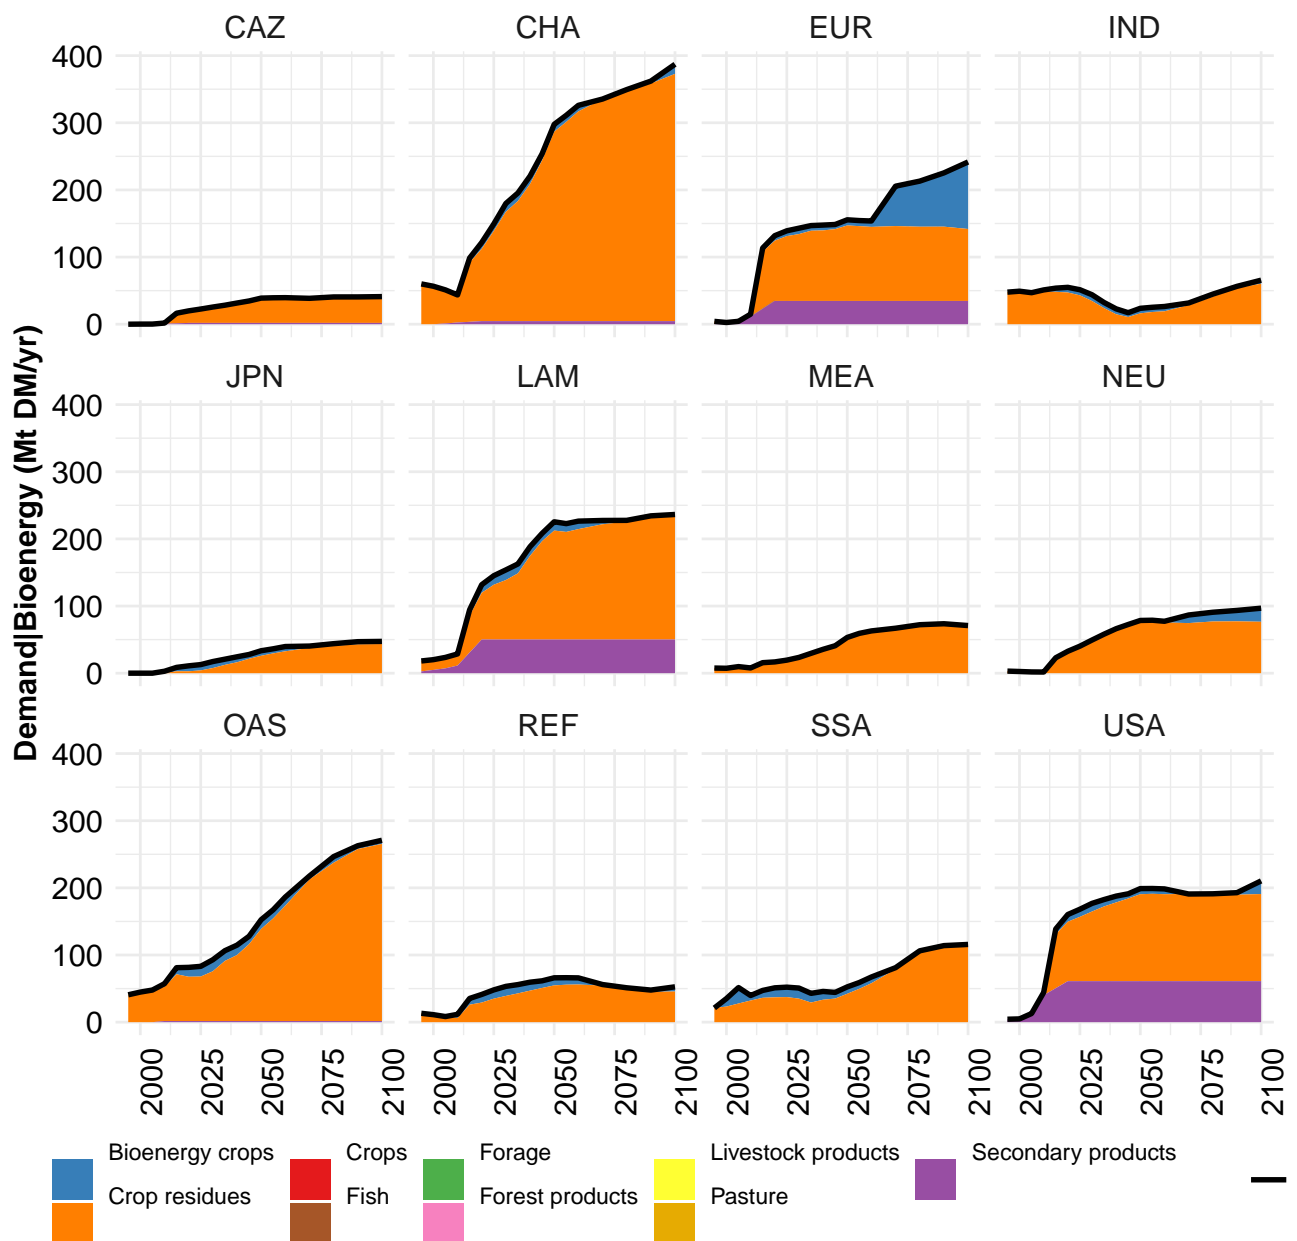 CAZ CHA EUR IND
400
300
200
100
0
JPN LAM MEA NEU
400
300
200
100
0
OAS REF SSA USA
400
300
200
100
0
Demand|Bioenergy (Mt DM/yr)
2000 2025 2050 2075 2100 2000 2025 2050 2075 2100 2000 2025 2050 2075 2100 2000 2025 2050 2075 2100
Bioenergy crops Crops Forage Livestock products Secondary products
Crop residues Fish Forest products Pasture